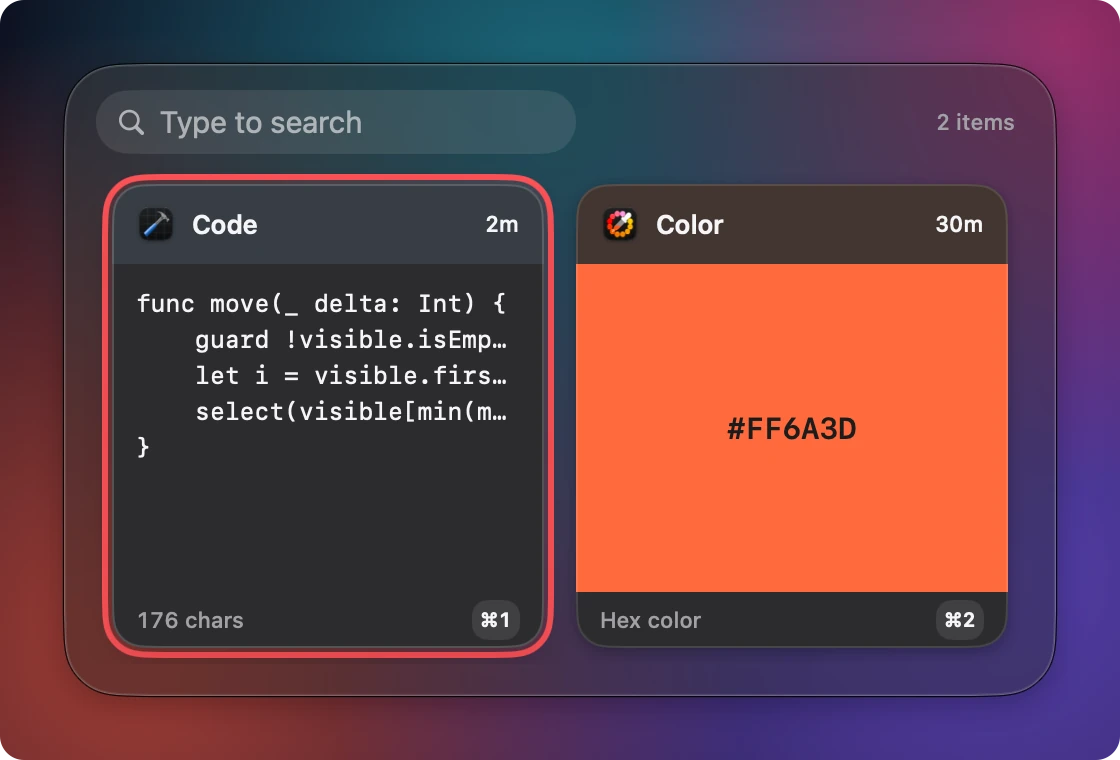 Type to search
2 items
Code 2m
func move(_ delta: Int) {
    guard !visible.isEmp…
    let i = visible.firs…
    select(visible[min(m…
}
176 chars ⌘1
Color 30m
#FF6A3D
Hex color ⌘2